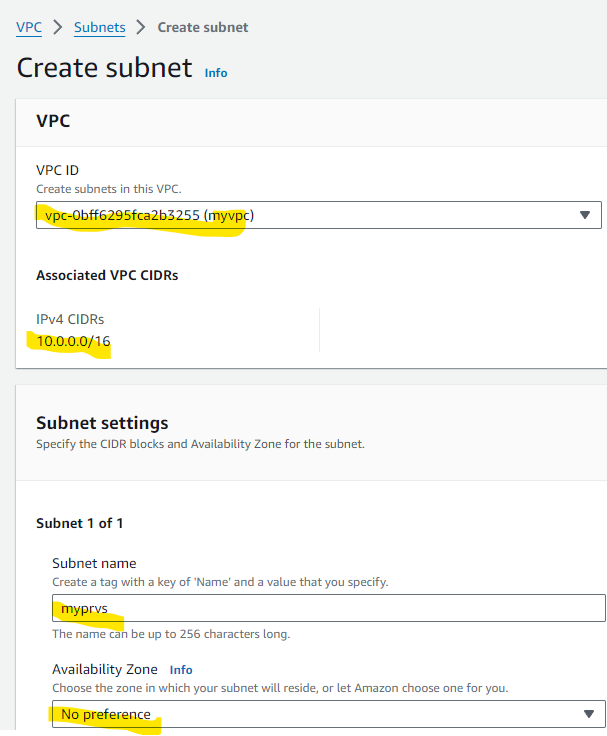 VPC > Subnets > Create subnet
Create subnet Info
VPC
VPC ID
Create subnets in this VPC.
vpc-0bff6295fca2b3255 (myvpc)
Associated VPC CIDRs
IPv4 CIDRs
10.0.0.0/16
Subnet settings
Specify the CIDR blocks and Availability Zone for the subnet.
Subnet 1 of 1
Subnet name
Create a tag with a key of 'Name' and a value that you specify.
myprvs
The name can be up to 256 characters long.
Availability Zone Info
Choose the zone in which your subnet will reside, or let Amazon choose one for you.
No preference